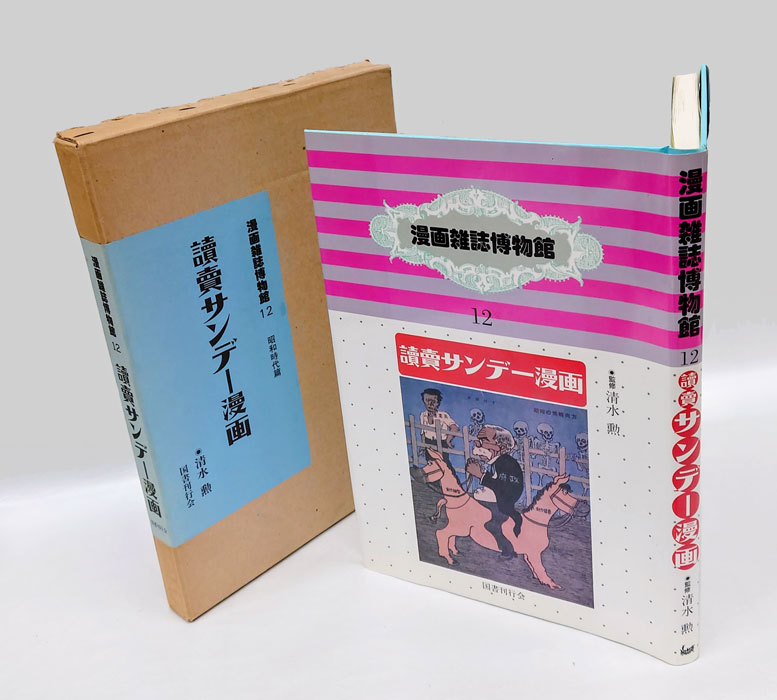 漫画雑誌博物館 12
讀賣サンデー漫画
漫画雑誌博物館 12
昭和時代篇
讀賣サンデー漫画
●清水 勲
国書刊行会
漫画雑誌博物館
12
讀賣サンデー漫画
●監修 清水 勲
国書刊行会
漫画雑誌博物館
12
讀賣サンデー漫画
●監修 清水 勲